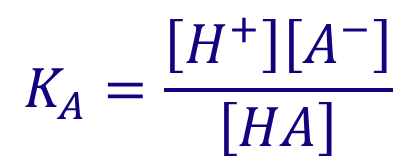 K_A = [H⁺][A⁻] / [HA]